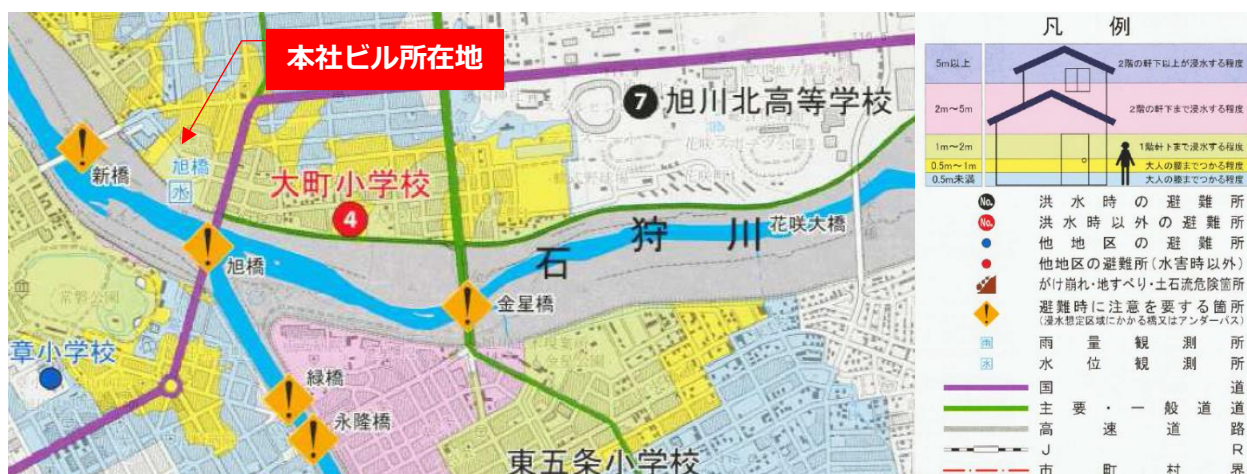 本社ビル所在地
旭橋
水
新橋
大町小学校
4
7 旭川北高等学校
花咲大橋
石狩川
旭橋
常磐公園
金星橋
章小学校
緑橋
永隆橋
東五条小学校
凡例
5m以上 2階の軒下以上が浸水する程度
2m～5m 2階の軒下まで浸水する程度
1m～2m 1階軒下まで浸水する程度
0.5m～1m 大人の腰までつかる程度
0.5m未満 大人の膝までつかる程度
No. 洪水時の避難所
No. 洪水時以外の避難所
他地区の避難所
他地区の避難所(水害時以外)
がけ崩れ・地すべり・土石流危険箇所
避難時に注意を要する箇所
(浸水想定区域にかかる橋又はアンダーパス)
雨 雨量観測所
水 水位観測所
国道
主要・一般道道
高速道路
JR
市町村界